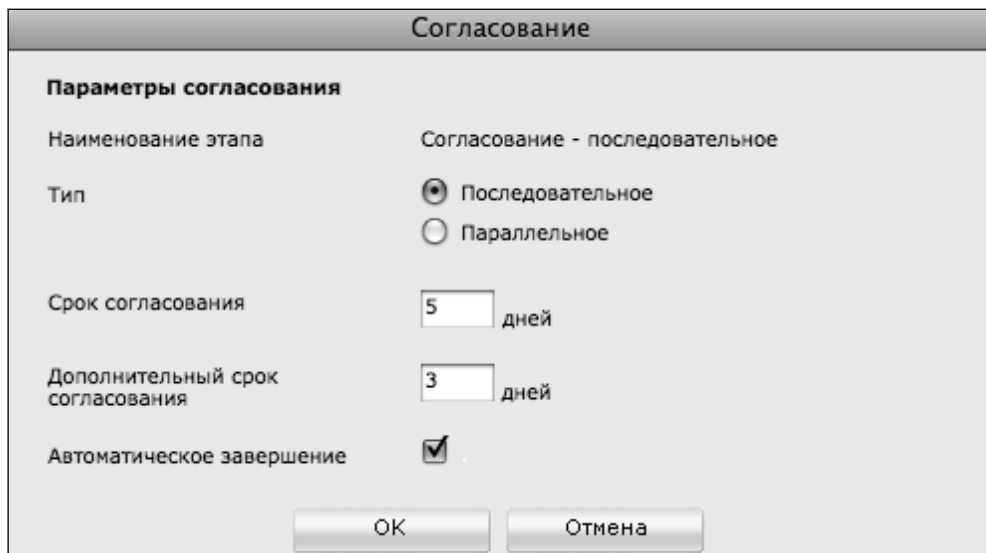 Согласование
Параметры согласования
Наименование этапа Согласование - последовательное
Тип Последовательное
Параллельное
Срок согласования 5 дней
Дополнительный срок
согласования 3 дней
Автоматическое завершение
OK Отмена